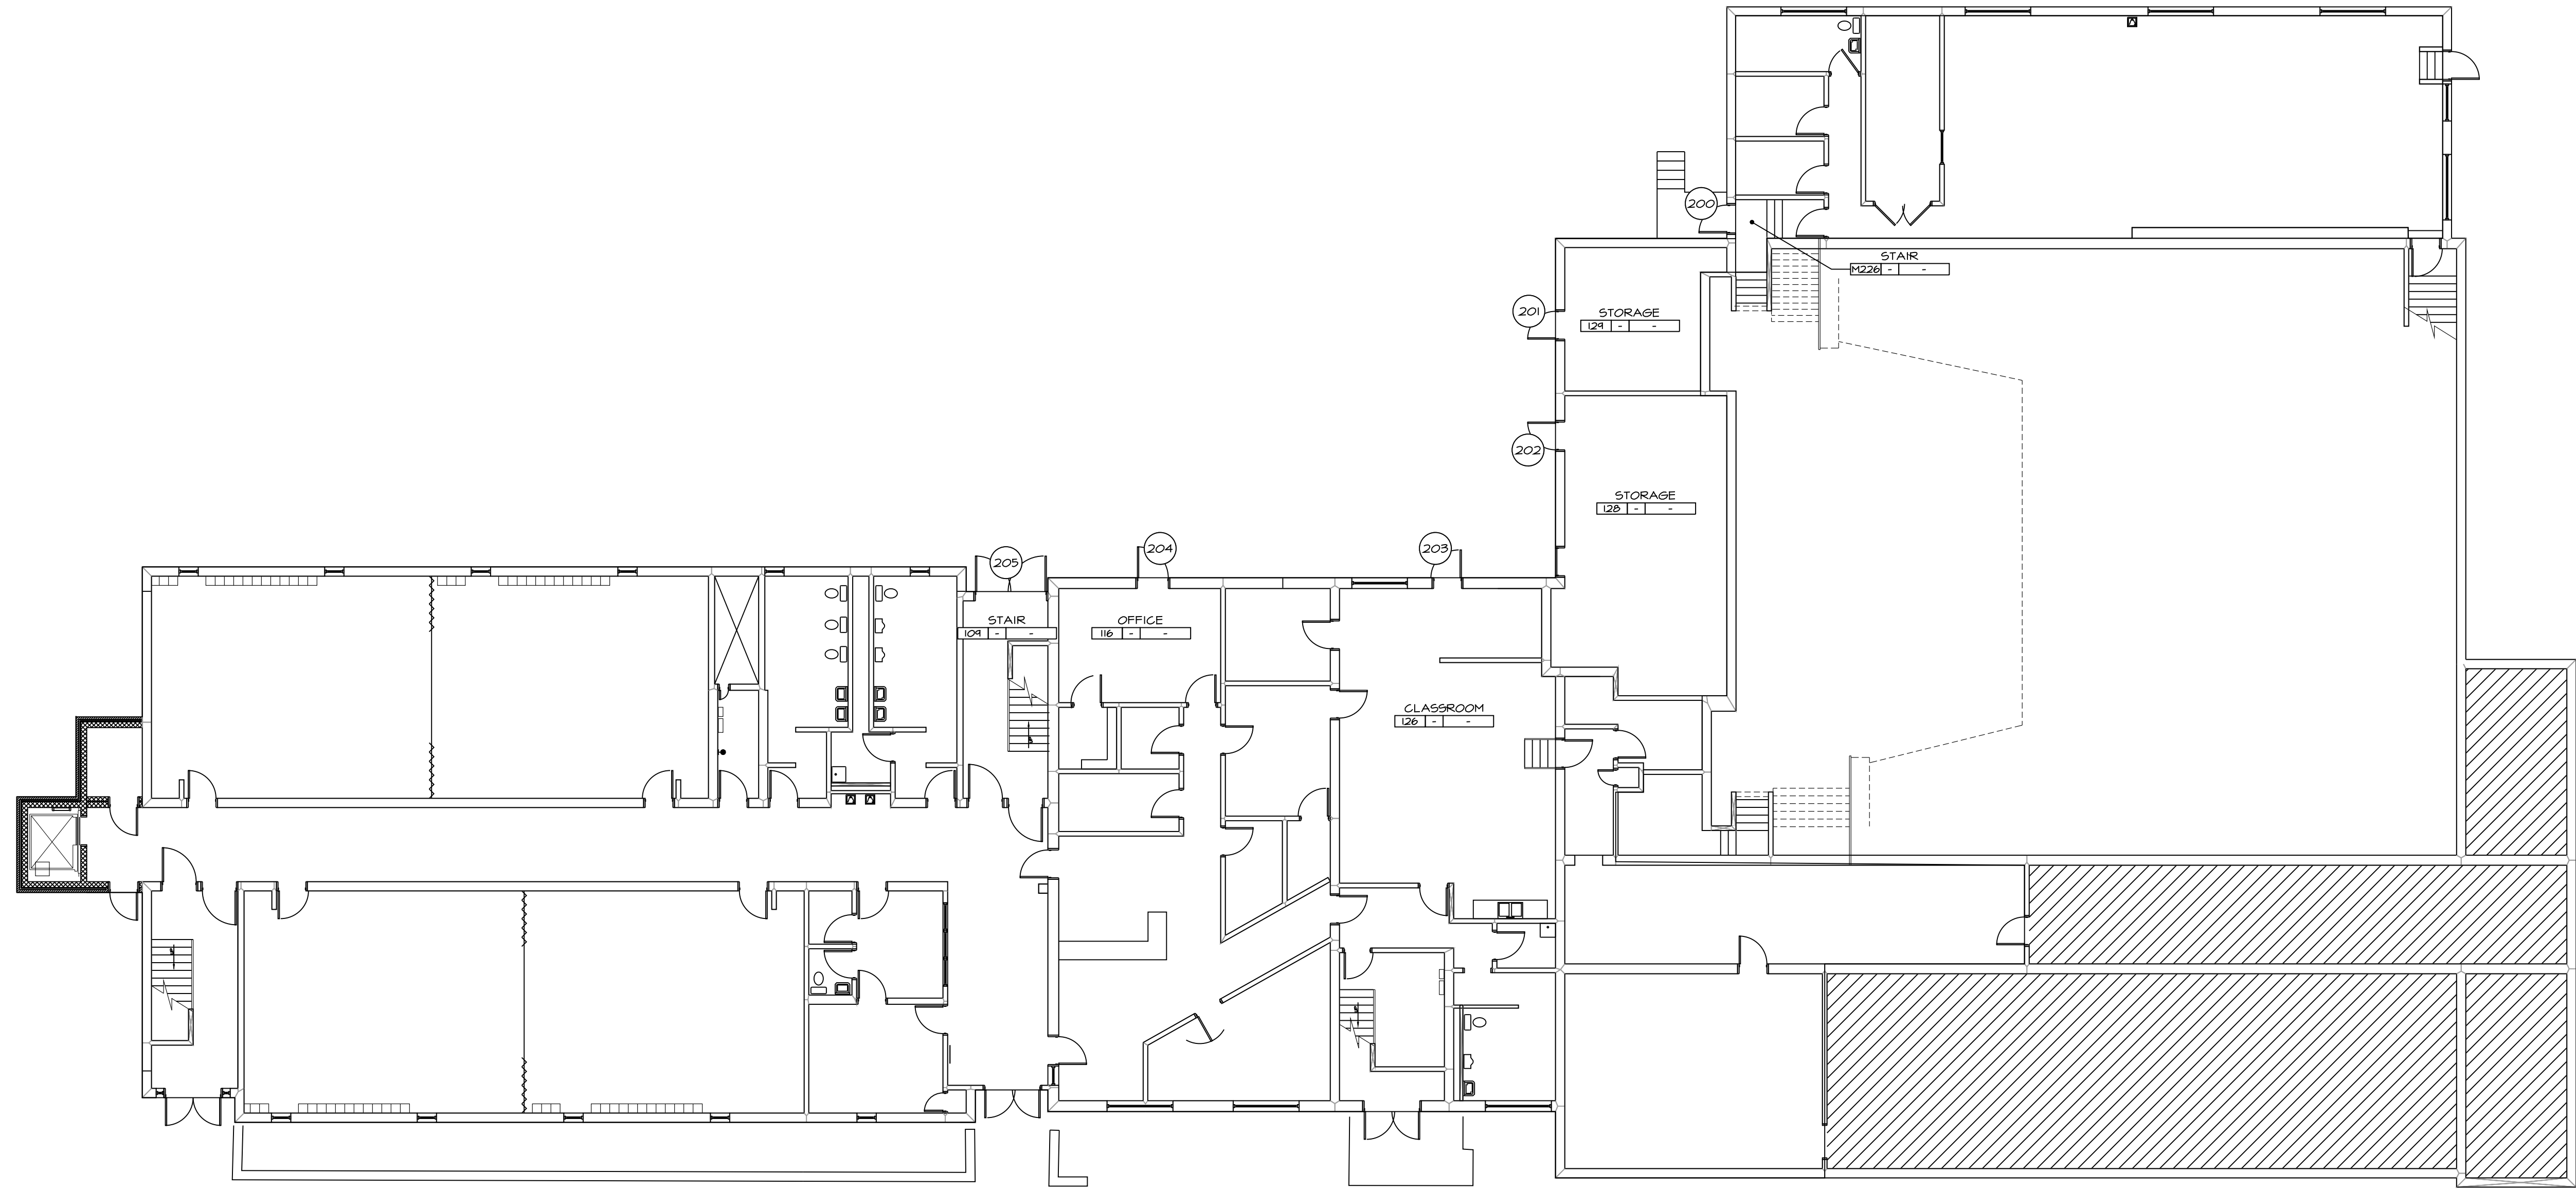 200
STAIR
M226 - -
201
STORAGE
129 - -
202
STORAGE
128 - -
205
204
203
STAIR
109 - -
OFFICE
116 - -
CLASSROOM
126 - -